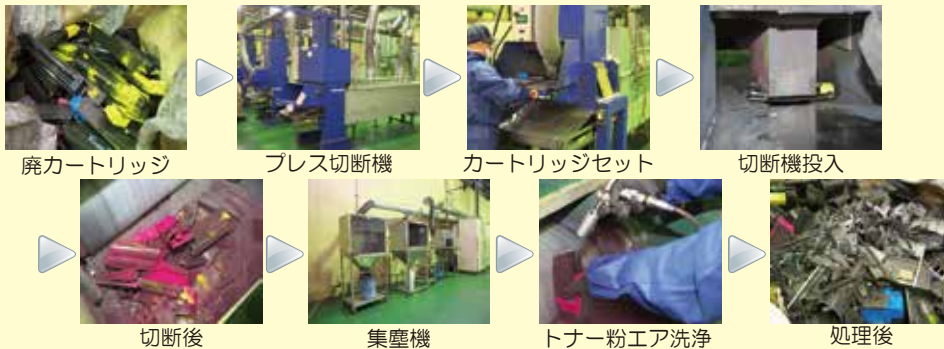 廃カートリッジ
プレス切断機
カートリッジセット
切断機投入
切断後
集塵機
トナー粉エア洗浄
処理後